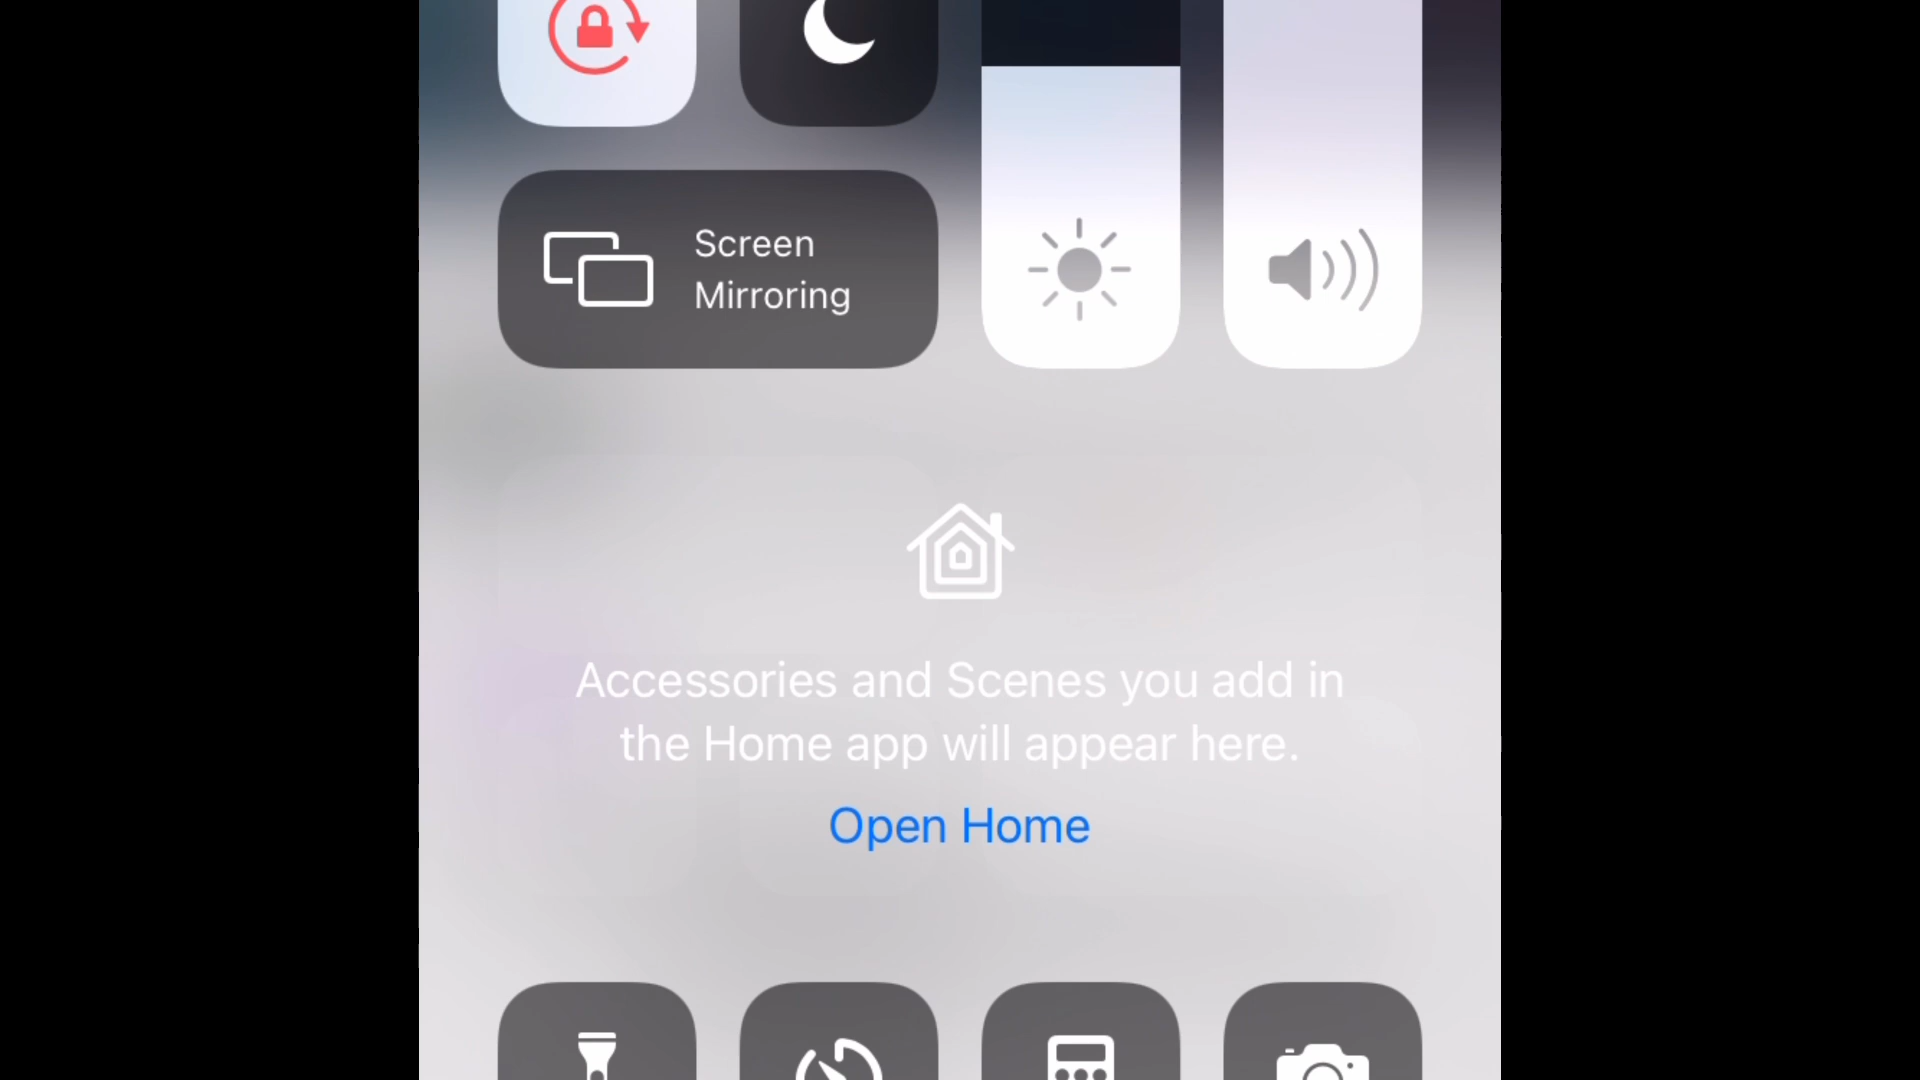 Screen
Mirroring
Accessories and Scenes you add in
the Home app will appear here.
Open Home